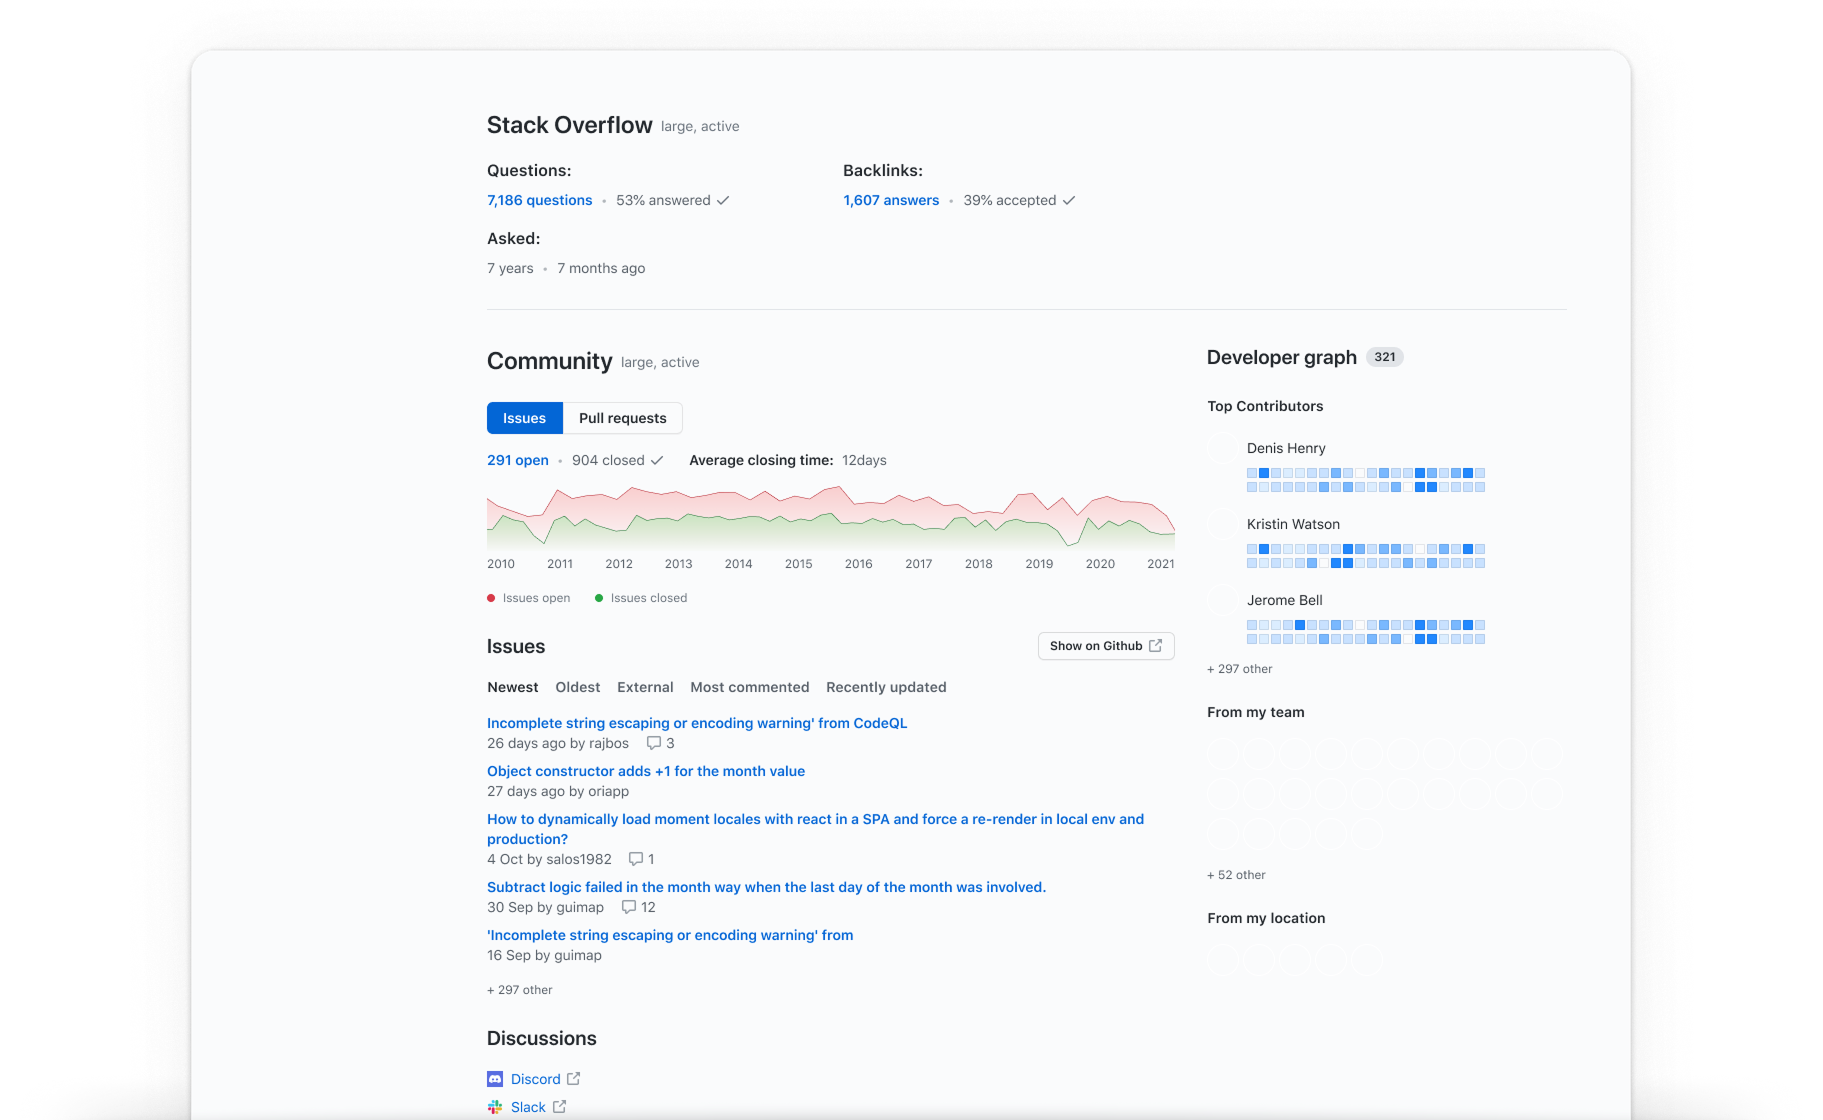 Stack Overflow large, active
Questions:
7,186 questions • 53% answered
Backlinks:
1,607 answers • 39% accepted
Asked:
7 years • 7 months ago
Community large, active
Issues
Pull requests
291 open • 904 closed
Average closing time: 12days
2010 2011 2012 2013 2014 2015 2016 2017 2018 2019 2020 2021
Issues open
Issues closed
Issues
Show on Github
Newest Oldest External Most commented Recently updated
Incomplete string escaping or encoding warning' from CodeQL
26 days ago by rajbos 3
Object constructor adds +1 for the month value
27 days ago by oriapp
How to dynamically load moment locales with react in a SPA and force a re-render in local env and
production?
4 Oct by salos1982 1
Subtract logic failed in the month way when the last day of the month was involved.
30 Sep by guimap 12
'Incomplete string escaping or encoding warning' from
16 Sep by guimap
+ 297 other
Discussions
Discord
Slack
Developer graph 321
Top Contributors
Denis Henry
Kristin Watson
Jerome Bell
+ 297 other
From my team
+ 52 other
From my location